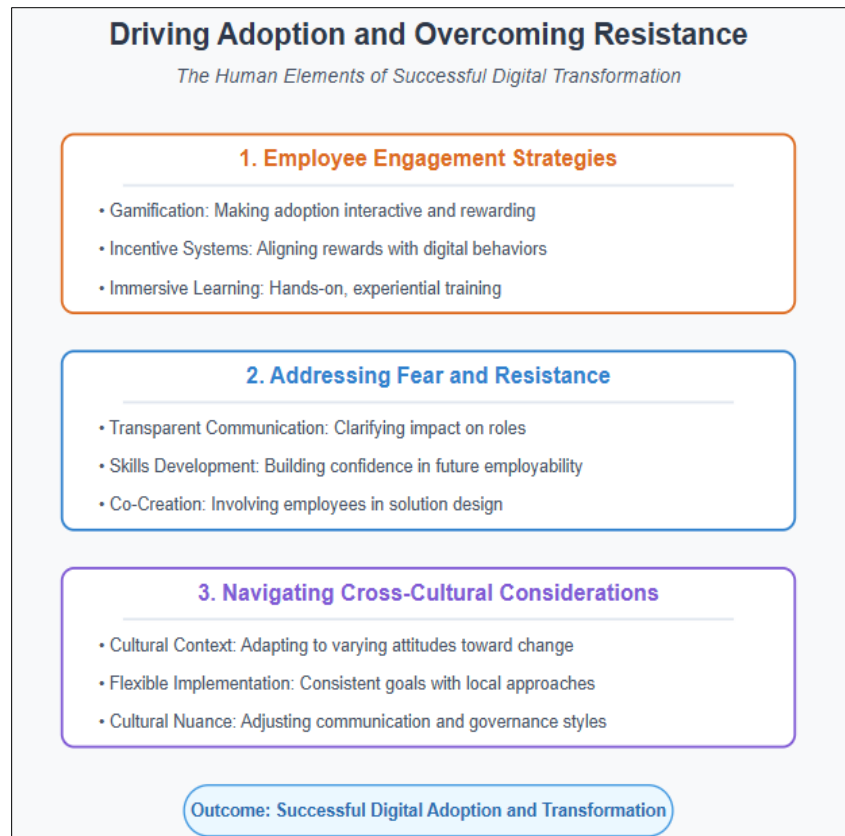 Driving Adoption and Overcoming Resistance
The Human Elements of Successful Digital Transformation
1. Employee Engagement Strategies
• Gamification: Making adoption interactive and rewarding
• Incentive Systems: Aligning rewards with digital behaviors
• Immersive Learning: Hands-on, experiential training
2. Addressing Fear and Resistance
• Transparent Communication: Clarifying impact on roles
• Skills Development: Building confidence in future employability
• Co-Creation: Involving employees in solution design
3. Navigating Cross-Cultural Considerations
• Cultural Context: Adapting to varying attitudes toward change
• Flexible Implementation: Consistent goals with local approaches
• Cultural Nuance: Adjusting communication and governance styles
Outcome: Successful Digital Adoption and Transformation